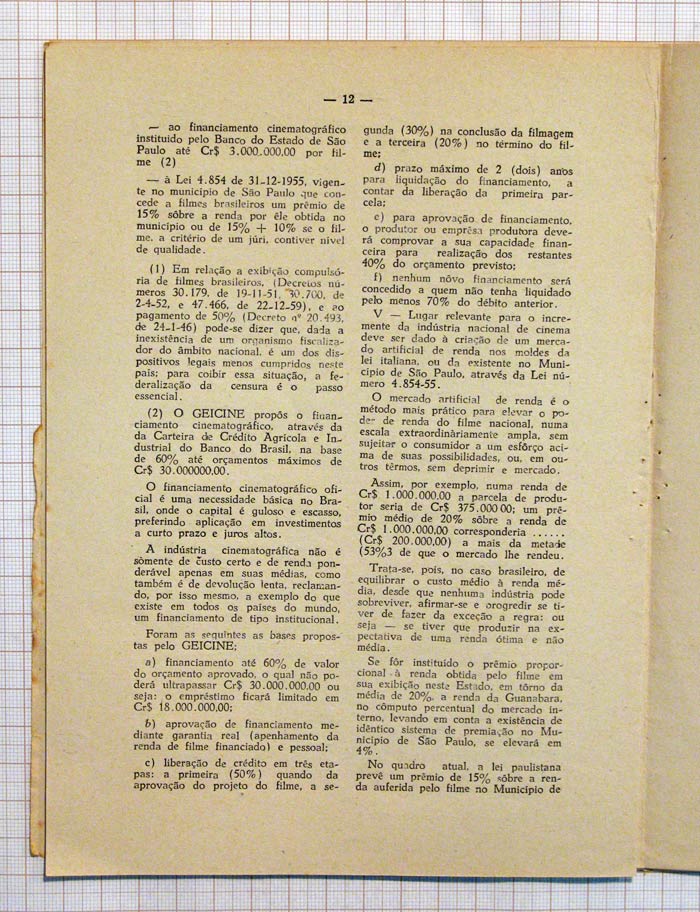 — 12 —
— ao financiamento cinematográfico
instituído pelo Banco do Estado de São
Paulo até Cr$ 3.000.000,00 por fil-
me (2)
— à Lei 4.854 de 31-12-1955, vigen-
te no município de São Paulo que con-
cede a filmes brasileiros um prêmio de
15% sôbre a renda por êle obtida no
município ou de 15% + 10% se o fil-
me, a critério de um júri, contiver nível
de qualidade.
(1) Em relação a exibição compulsó-
ria de filmes brasileiros, (Decretos nú-
meros 30.179, de 19-11-51, 30.700, de
2-4-52, e 47.466, de 22-12-59), e ao
pagamento de 50% (Decreto nº 20.493,
de 24-1-46) pode-se dizer que, dada a
inexistência de um organismo fiscaliza-
dor do âmbito nacional, é um dos dis-
positivos legais menos cumpridos neste
país; para coibir essa situação, a fe-
deralização da censura é o passo
essencial.
(2) O GEICINE propôs o finan-
ciamento cinematográfico, através da
da Carteira de Crédito Agrícola e In-
dustrial do Banco do Brasil, na base
de 60% até orçamentos máximos de
Cr$ 30.000000,00.
O financiamento cinematográfico ofi-
cial é uma necessidade básica no Bra-
sil, onde o capital é guloso e escasso,
preferindo aplicação em investimentos
a curto prazo e juros altos.
A indústria cinematográfica não é
sòmente de custo certo e de renda pon-
derável apenas em suas médias, como
também é de devolução lenta, reclaman-
do, por isso mesmo, a exemplo do que
existe em todos os países do mundo,
um financiamento de tipo institucional.
Foram as seguintes as bases propos-
tas pelo GEICINE;
a) financiamento até 60% de valor
do orçamento aprovado, o qual não po-
derá ultrapassar Cr$ 30.000.000,00 ou
seja: o empréstimo ficará limitado em
Cr$ 18.000.000,00;
b) aprovação de financiamento me-
diante garantia real (apenhamento da
renda de filme financiado) e pessoal;
c) liberação de crédito em três eta-
pas: a primeira (50%) quando da
aprovação do projeto do filme, a se-
gunda (30%) na conclusão da filmagem
e a terceira (20%) no término do fil-
me;
d) prazo máximo de 2 (dois) anos
para liquidação do financiamento, a
contar da liberação da primeira par-
cela;
e) para aprovação de financiamento,
o produtor ou emprêsa produtora deve-
rá comprovar a sua capacidade finan-
ceira para realização dos restantes
40% do orçamento previsto;
f) nenhum nôvo financiamento será
concedido a quem não tenha liquidado
pelo menos 70% do débito anterior.
V — Lugar relevante para o incre-
mente da indústria nacional de cinema
deve ser dado à criação de um merca-
do artificial de renda nos moldes da
lei italiana, ou da existente no Muni-
cípio de São Paulo, através da Lei nú-
mero 4.854-55.
O mercado artificial de renda é o
método mais prático para elevar o po-
der de renda do filme nacional, numa
escala extraordinàriamente ampla, sem
sujeitar o consumidor a um esfôrço aci-
ma de suas possibilidades, ou, em ou-
tros têrmos, sem deprimir e mercado.
Assim, por exemplo, numa renda de
Cr$ 1.000.000,00 a parcela de produ-
tor seria de Cr$ 375.000 00; um prê-
mio médio de 20% sôbre a renda de
Cr$ 1.000.000,00 corresponderia ......
(Cr$ 200.000,00) a mais da metade
(53%3 de que o mercado lhe rendeu.
Trata-se, pois, no caso brasileiro, de
equilibrar o custo médio à renda mé-
dia, desde que nenhuma indústria pode
sobreviver, afirmar-se e progredir se ti-
ver de fazer da exceção a regra: ou
seja — se tiver que produzir na ex-
pectativa de uma renda ótima e não
média.
Se fôr instituído o prêmio propor-
cional à renda obtida pelo filme em
sua exibição neste Estado, em tôrno da
média de 20%, a renda da Guanabara,
no cômputo percentual do mercado in-
terno, levando em conta a existência de
idêntico sistema de premiação no Mu-
nicípio de São Paulo, se elevará em
4%.
No quadro atual, a lei paulistana
prevê um prêmio de 15% sôbre a ren-
da auferida pelo filme no Município de